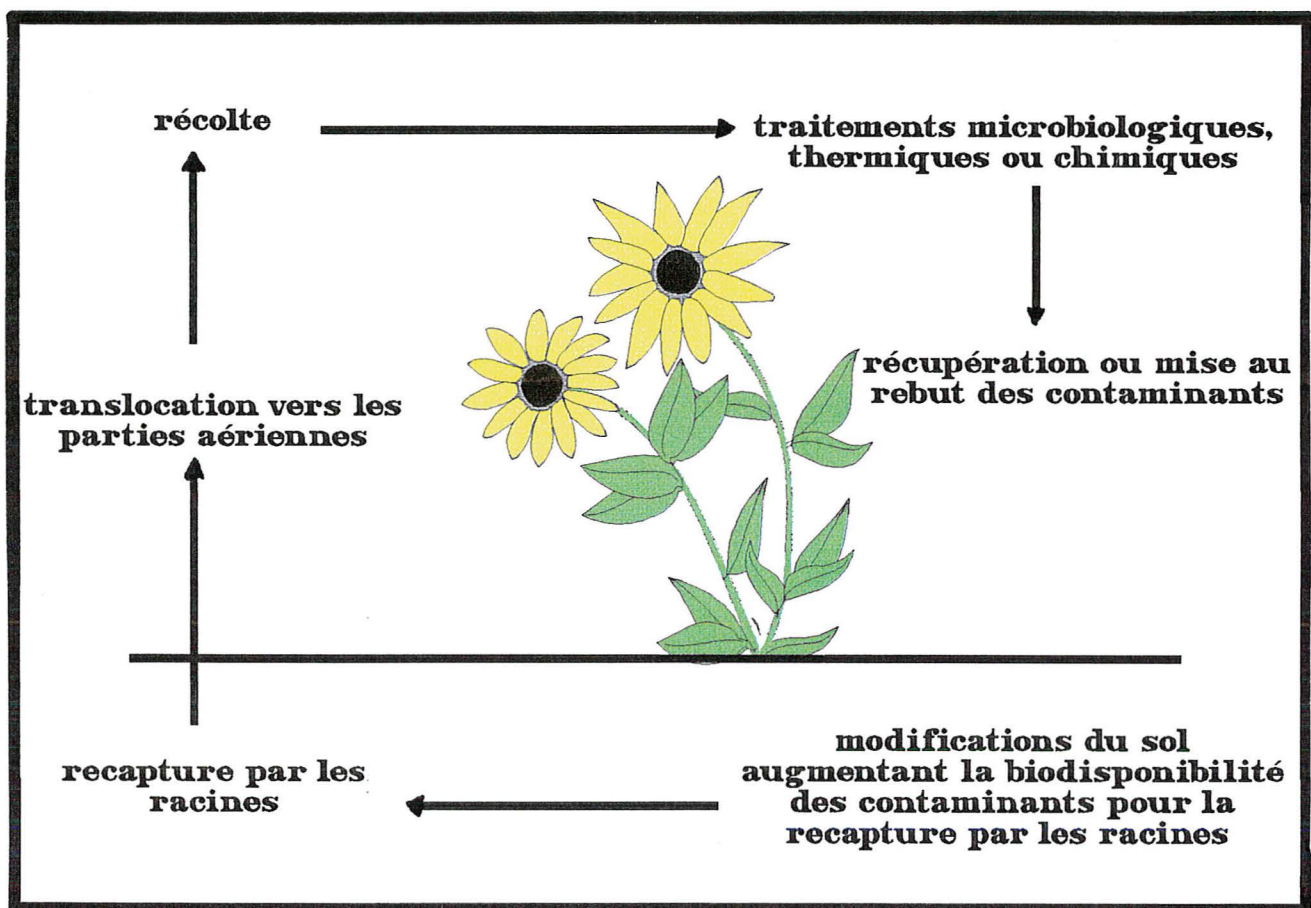 récolte
traitements microbiologiques,
thermiques ou chimiques
récupération ou mise au
rebut des contaminants
translocation vers les
parties aériennes
recapture par les
racines
modifications du sol
augmentant la biodisponibilité
des contaminants pour la
recapture par les racines